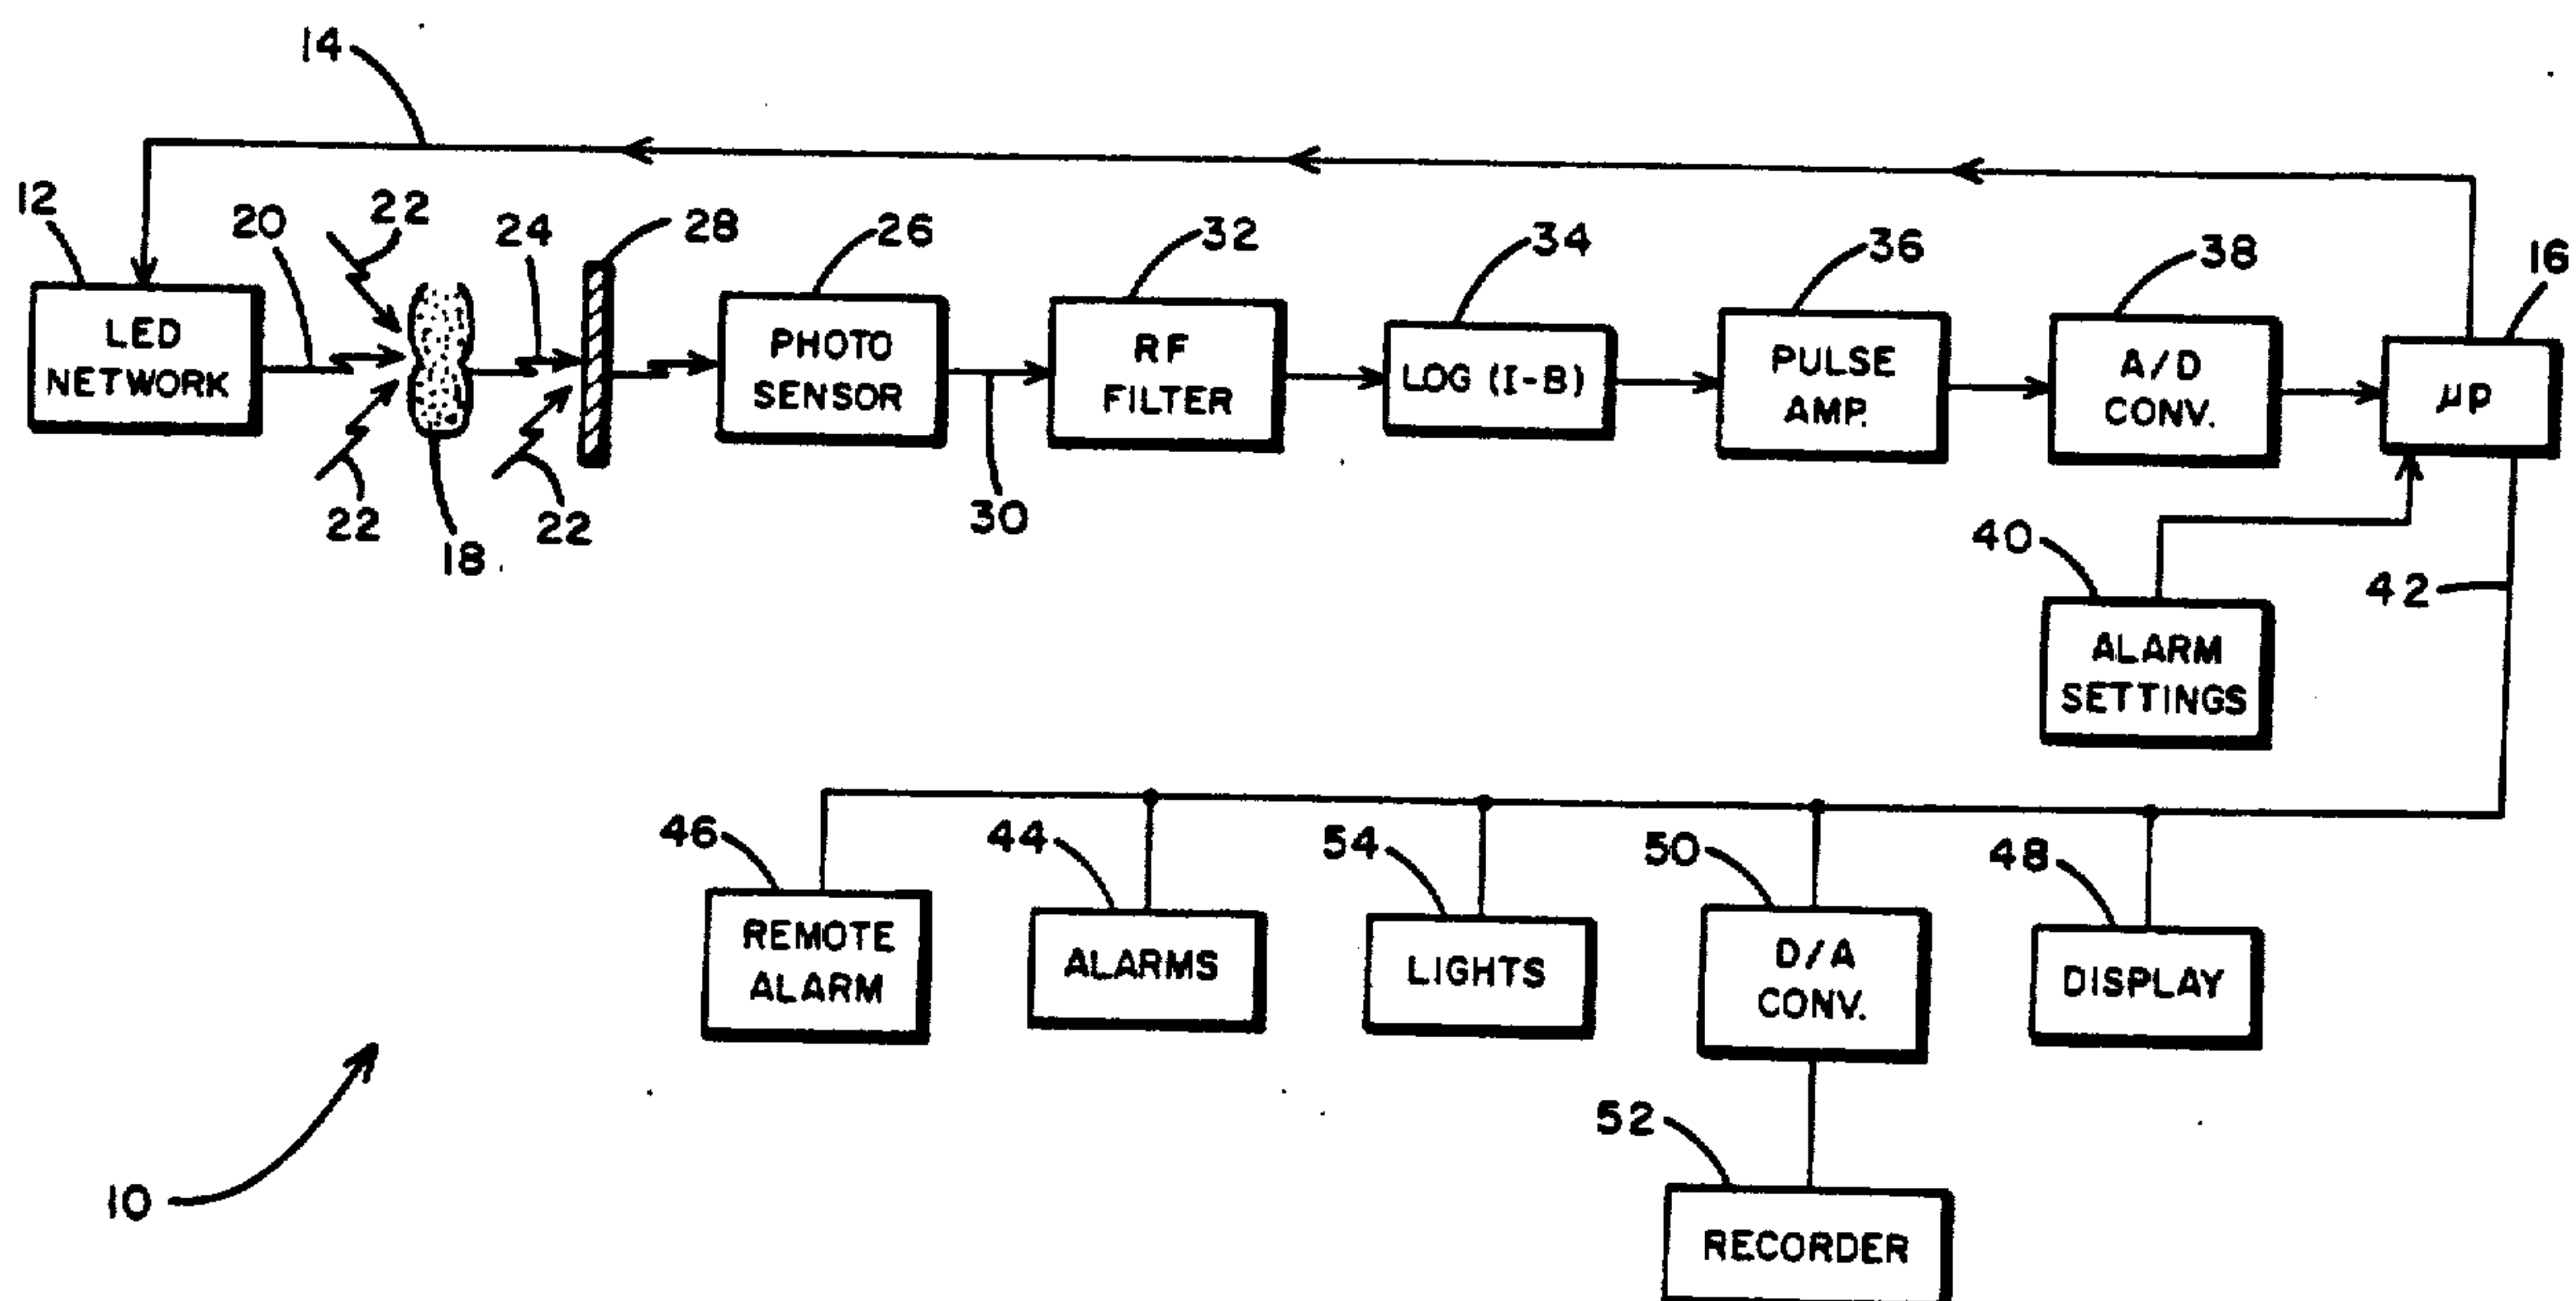 14
12
20
22
24
28
26
32
34
36
38
16
LED
NETWORK
PHOTO
SENSOR
RF
FILTER
LOG (I-B)
PULSE
AMP.
A/D
CONV.
μP
22
18
22
30
40
42
ALARM
SETTINGS
46
44
54
50
48
REMOTE
ALARM
ALARMS
LIGHTS
D/A
CONV.
DISPLAY
52
10
RECORDER